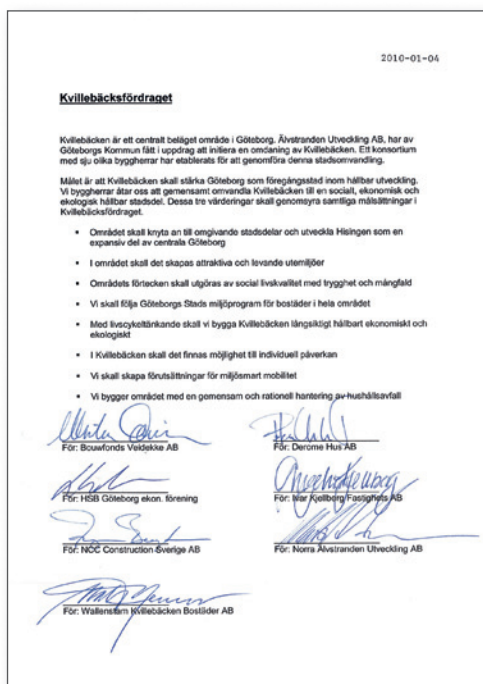 2010-01-04
Kvillebäcksfördraget
Kvillebäcken är ett centralt beläget område i Göteborg. Älvstranden Utveckling AB, har av
Göteborgs Kommun fått i uppdrag att initiera en omdaning av Kvillebäcken. Ett konsortium
med sju olika byggherrar har etablerats för att genomföra denna stadsomvandling.
Målet är att Kvillebäcken skall stärka Göteborg som föregångsstad inom hållbar utveckling.
Vi byggherrar åtar oss att gemensamt omvandla Kvillebäcken till en socialt, ekonomisk och
ekologisk hållbar stadsdel. Dessa tre värderingar skall genomsyra samtliga målsättningar i
Kvillebäcksfördraget.
• Området skall knyta an till omgivande stadsdelar och utveckla Hisingen som en
expansiv del av centrala Göteborg
• I området skall det skapas attraktiva och levande utemiljöer
• Områdets förtecken skall utgöras av social livskvalitet med trygghet och mångfald
• Vi skall följa Göteborgs Stads miljöprogram för bostäder i hela området
• Med livscykeltänkande skall vi bygga Kvillebäcken långsiktigt hållbart ekonomiskt och
ekologiskt
• I Kvillebäcken skall det finnas möjlighet till individuell påverkan
• Vi skall skapa förutsättningar för miljösmart mobilitet
• Vi bygger området med en gemensam och rationell hantering av hushållsavfall
För: Bouwfonds Veidekke AB
För: Derome Hus AB
För: HSB Göteborg ekon. förening
För: Ivar Kjellberg Fastighets AB
För: NCC Construction Sverige AB
För: Norra Älvstranden Utveckling AB
För: Wallenstam Kvillebäcken Bostäder AB